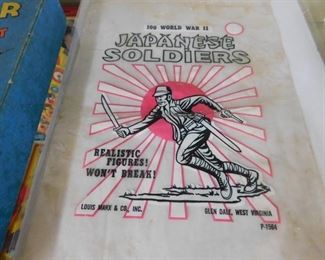 100 WORLD WAR II
JAPANESE
SOLDIERS
REALISTIC
FIGURES!
WON'T BREAK!
LOUIS MARX & CO., INC.
GLEN DALE, WEST VIRGINIA
P-1564